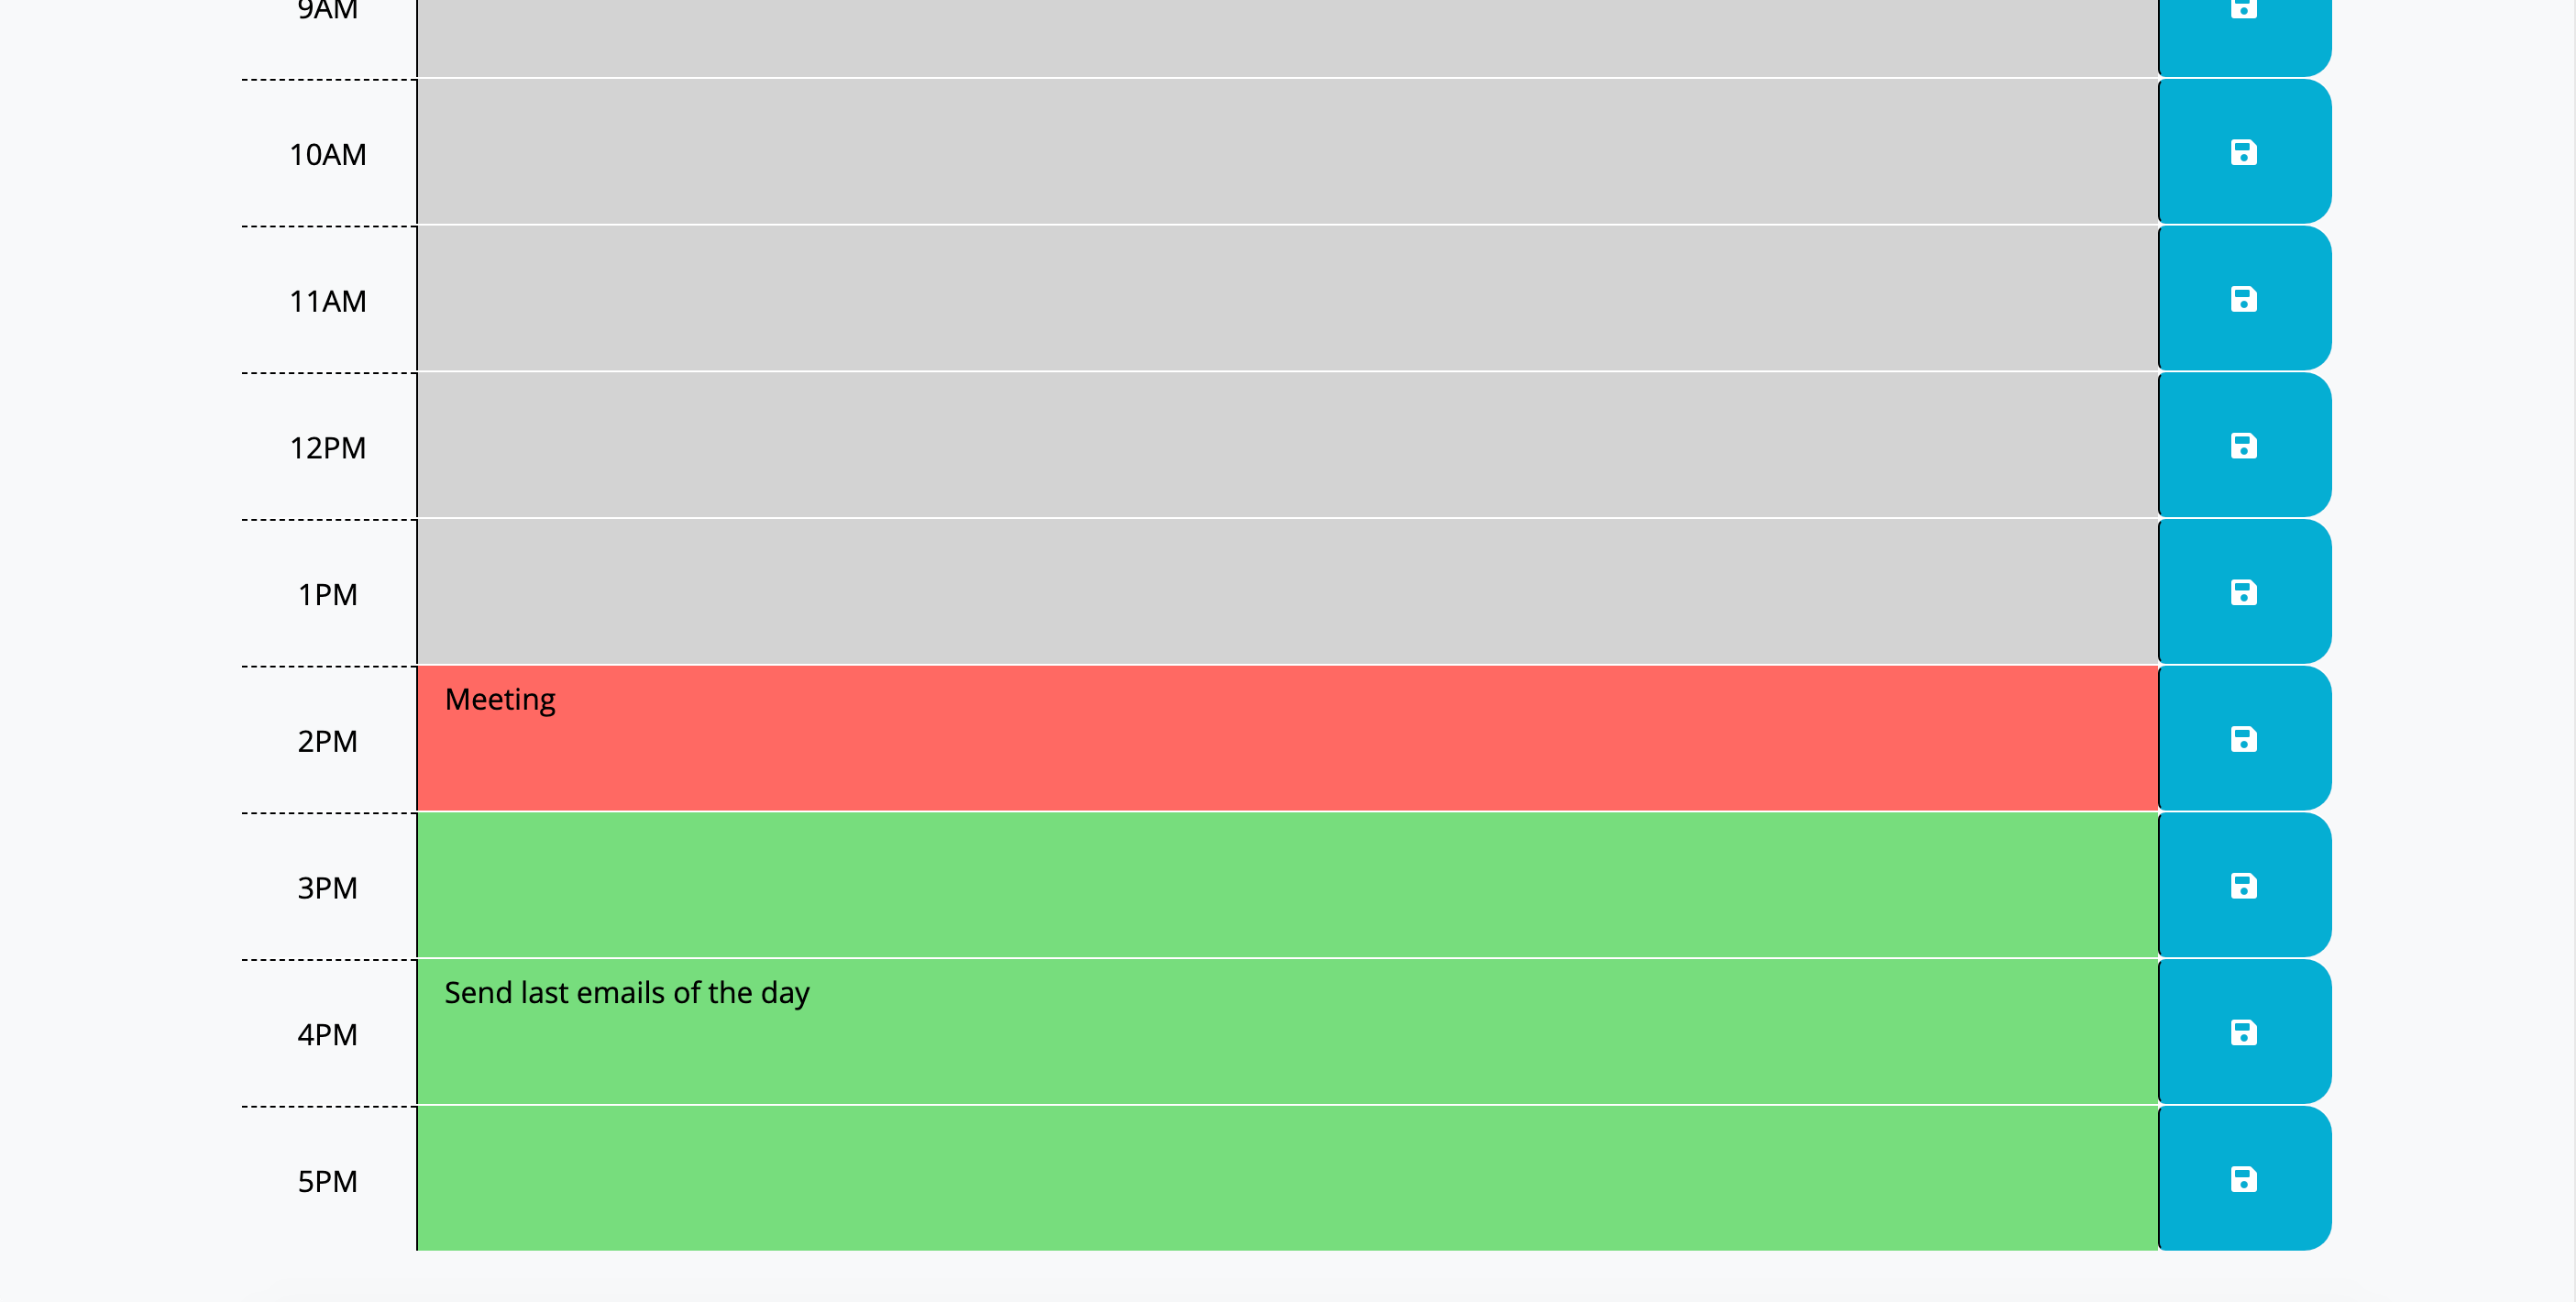 9AM
10AM
11AM
12PM
1PM
Meeting
2PM
3PM
Send last emails of the day
4PM
5PM